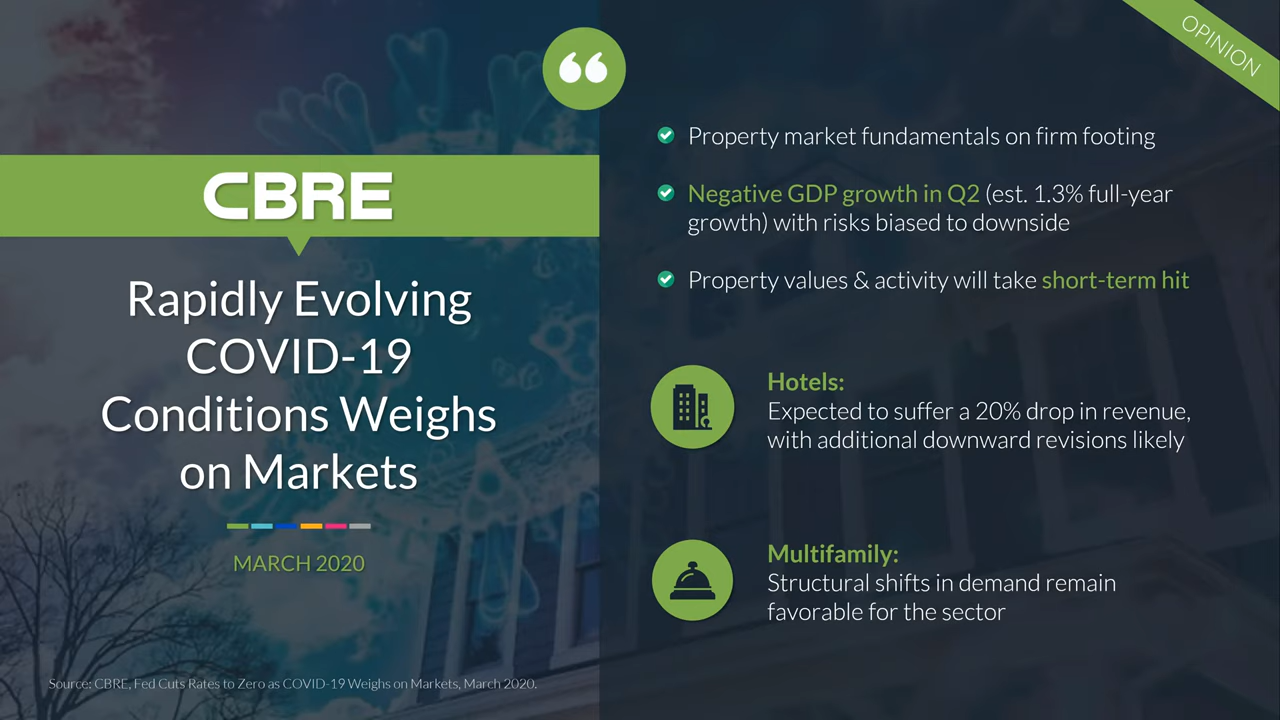 OPINION
CBRE
Rapidly Evolving
COVID-19
Conditions Weighs
on Markets
MARCH 2020
Source: CBRE, Fed Cuts Rates to Zero as COVID-19 Weighs on Markets, March 2020.
Property market fundamentals on firm footing
Negative GDP growth in Q2 (est. 1.3% full-year
growth) with risks biased to downside
Property values & activity will take short-term hit
Hotels:
Expected to suffer a 20% drop in revenue,
with additional downward revisions likely
Multifamily:
Structural shifts in demand remain
favorable for the sector